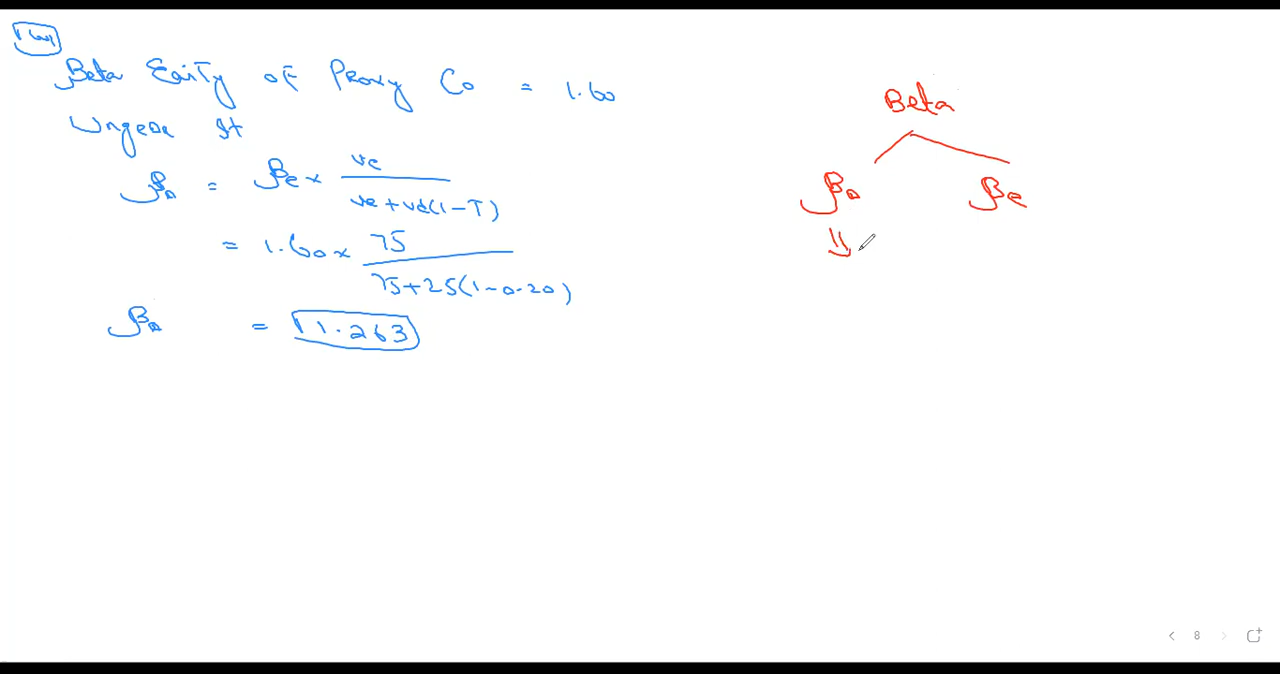 Beta Eqity of Proxy Co = 1.60
Ungear It
βa = βe × ve / ve + vd(1 - T)
= 1.60 × 75 / 75 + 25(1 - 0.20)
βa = 1.263
Beta
βa βe
8